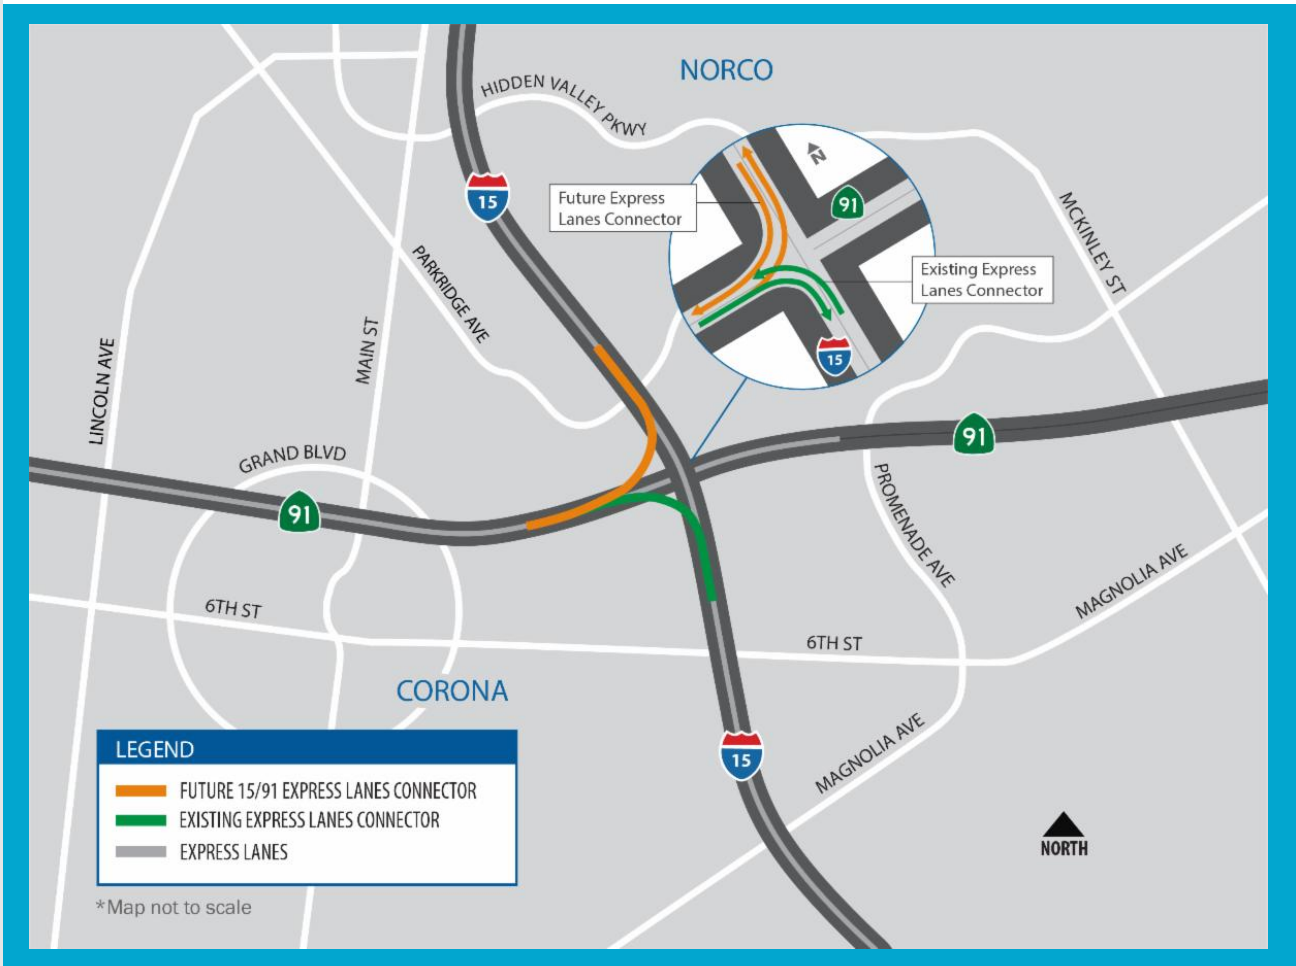 NORCO
HIDDEN VALLEY PKWY
15
Future Express
Lanes Connector
N
91
MCKINLEY ST
Existing Express
Lanes Connector
15
PARKRIDGE AVE
MAIN ST
LINCOLN AVE
GRAND BLVD
91
91
PROMENADE AVE
MAGNOLIA AVE
6TH ST
6TH ST
CORONA
15
MAGNOLIA AVE
LEGEND
FUTURE 15/91 EXPRESS LANES CONNECTOR
EXISTING EXPRESS LANES CONNECTOR
EXPRESS LANES
NORTH
*Map not to scale